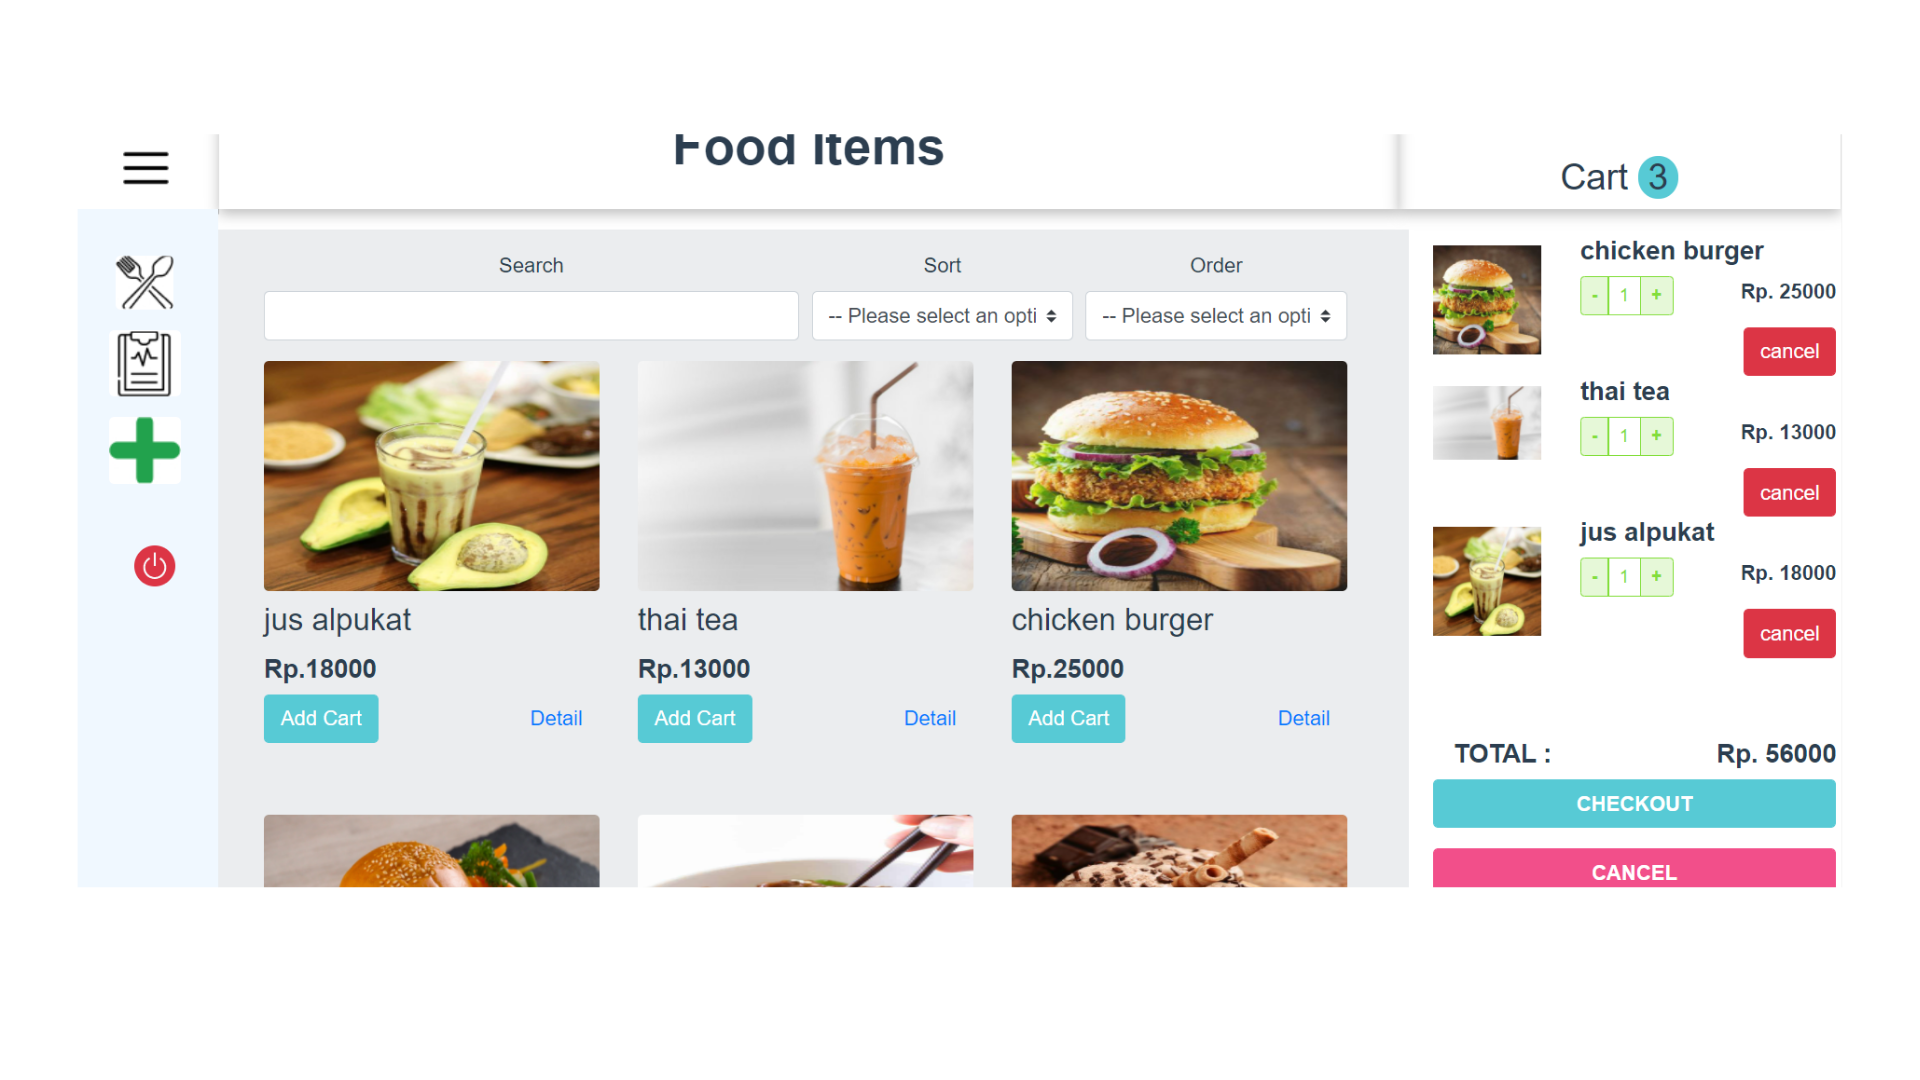 Food Items
Cart 3
Search
Sort
Order
-- Please select an opti
-- Please select an opti
jus alpukat
Rp.18000
Add Cart
Detail
thai tea
Rp.13000
Add Cart
Detail
chicken burger
Rp.25000
Add Cart
Detail
chicken burger
- 1 +
Rp. 25000
cancel
thai tea
- 1 +
Rp. 13000
cancel
jus alpukat
- 1 +
Rp. 18000
cancel
TOTAL :
Rp. 56000
CHECKOUT
CANCEL